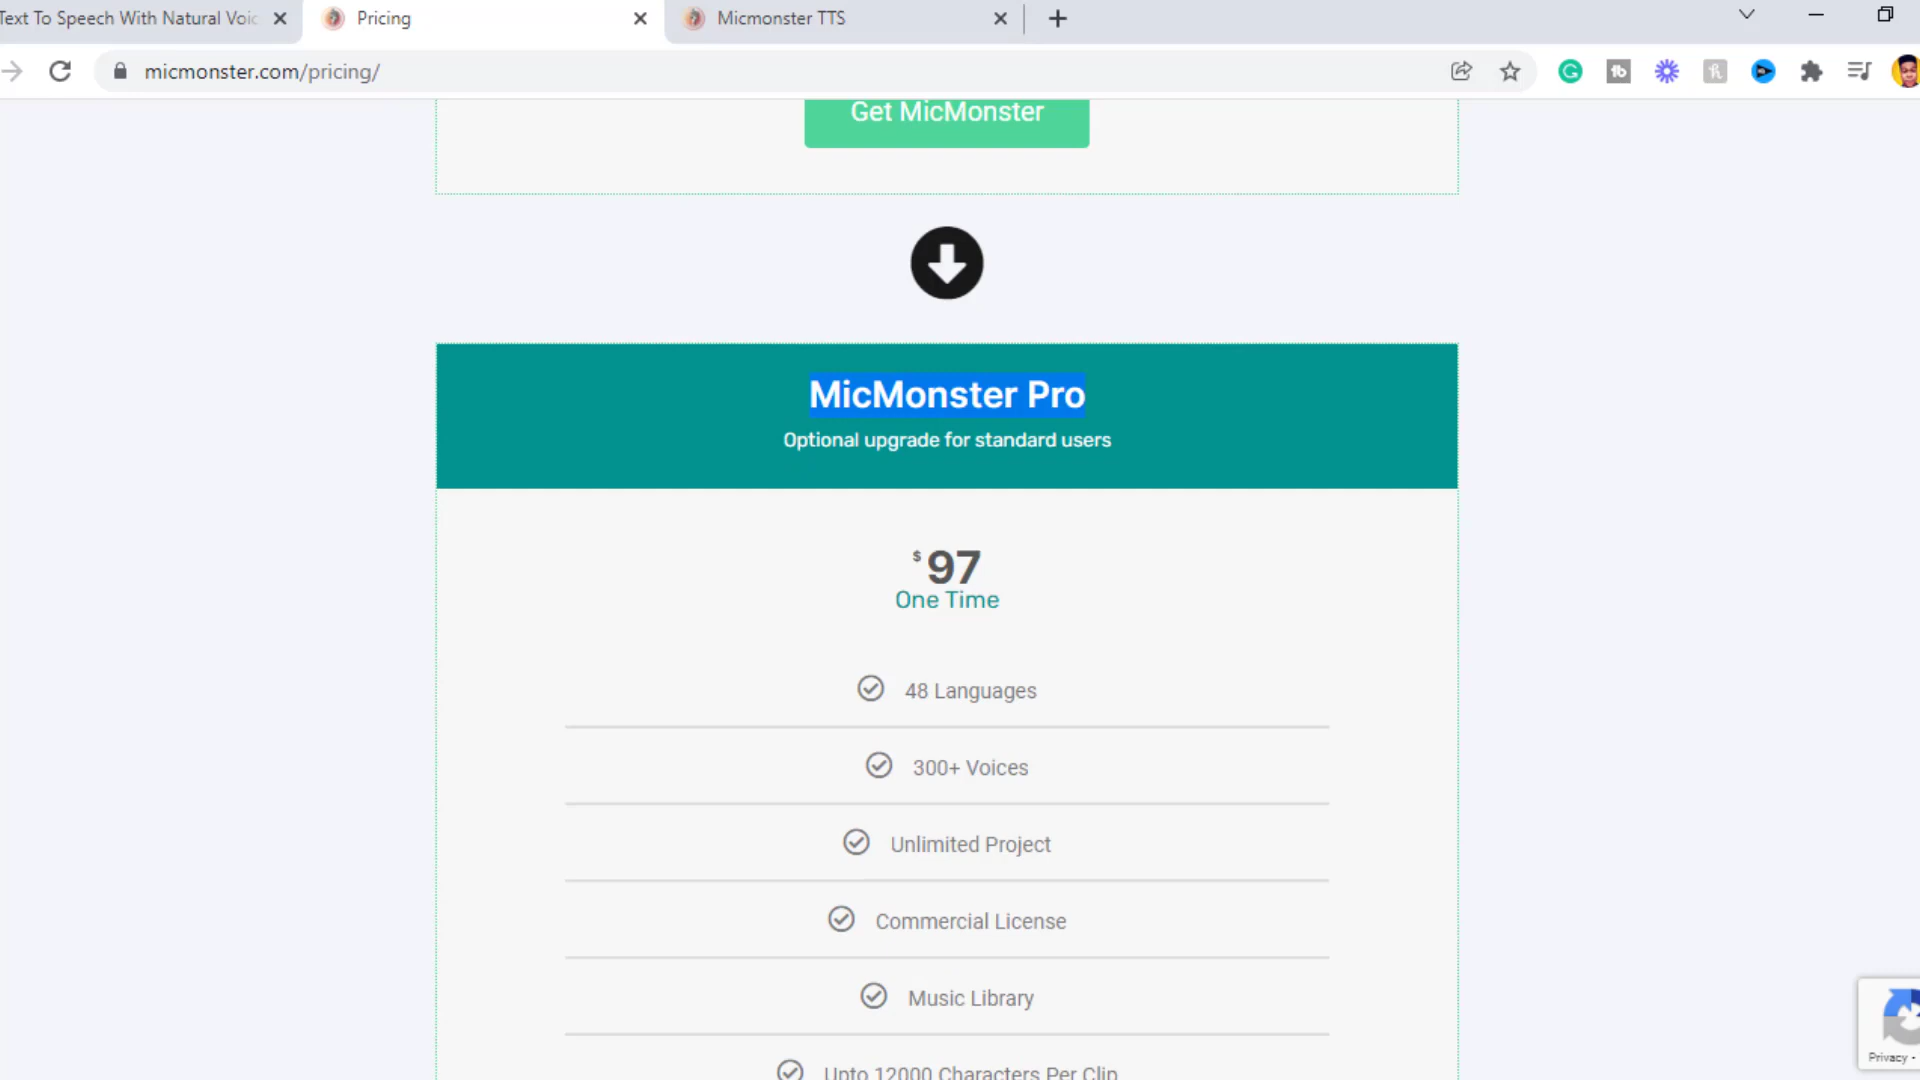 Text To Speech With Natural Voic
Pricing
Micmonster TTS
micmonster.com/pricing/
Get MicMonster
MicMonster Pro
Optional upgrade for standard users
$97
One Time
48 Languages
300+ Voices
Unlimited Project
Commercial License
Music Library
Upto 12000 Characters Per Clip
Privacy -